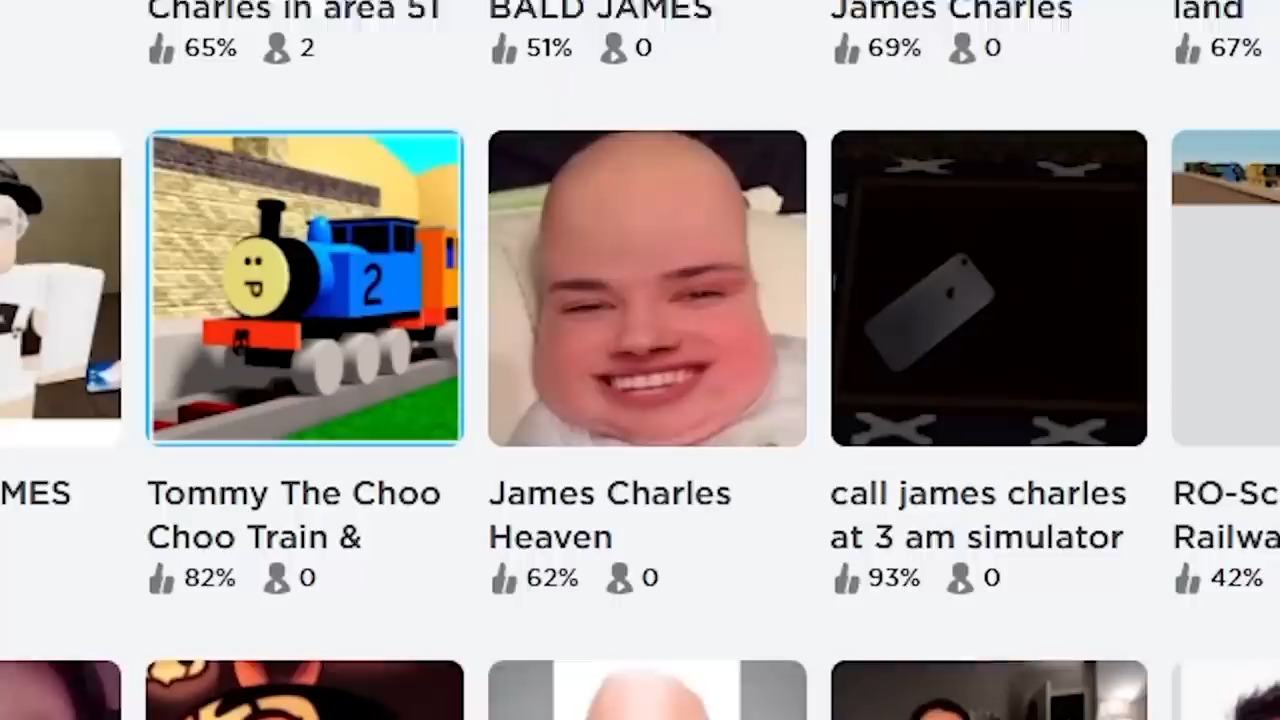 Charles in area 51
BALD JAMES
James Charles
land
65% 2
51% 0
69% 0
67%
2
MES
Tommy The Choo
Choo Train &
James Charles
Heaven
call james charles
at 3 am simulator
RO-Sc
Railwa
82% 0
62% 0
93% 0
42%